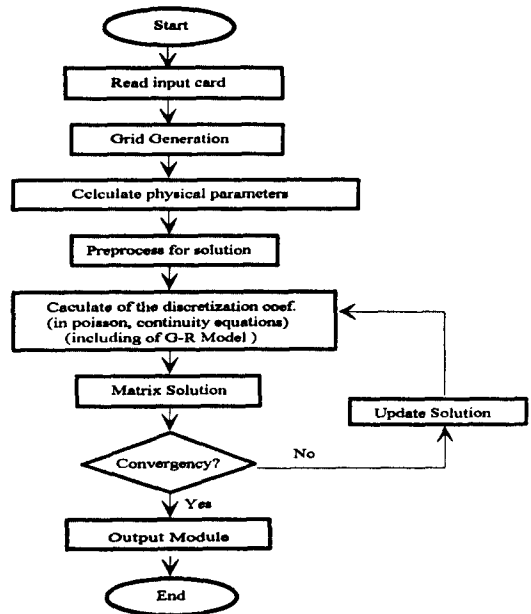 Start
Read input card
Grid Generation
Celculate physical parameters
Preprocess for solution
Caculate of the discretization coef.
(in poisson, continuity equations)
(including of G-R Model )
Matrix Solution
Update Solution
Convergency?
No
Yes
Output Module
End